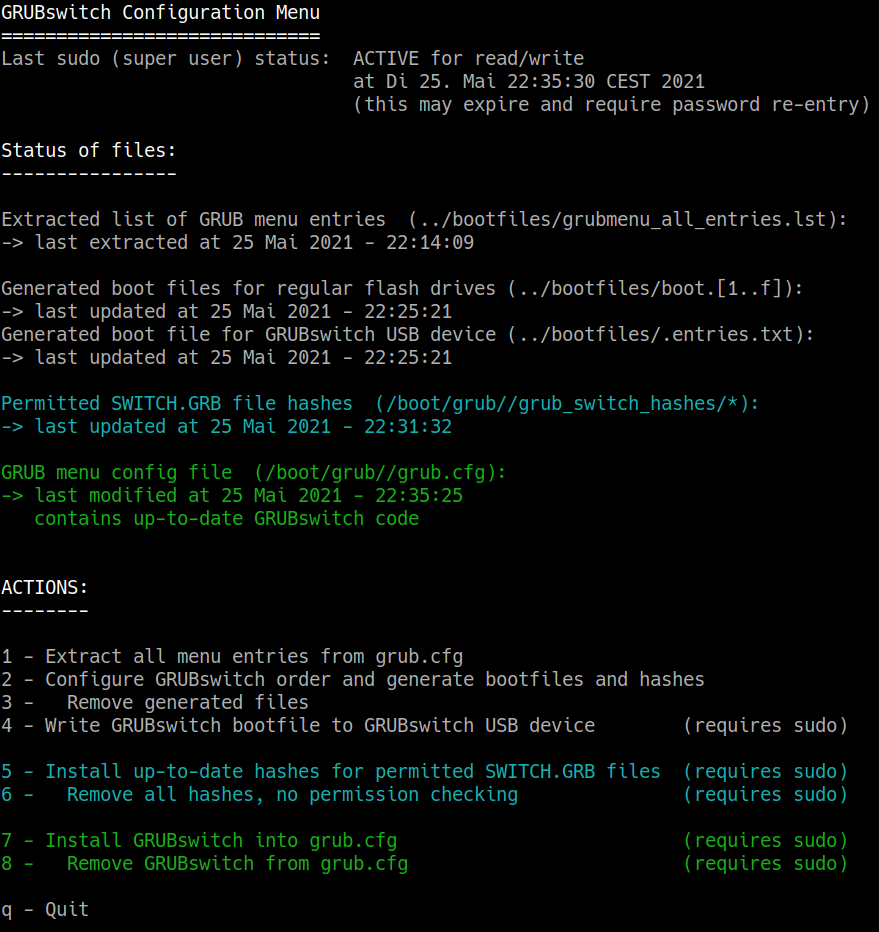 GRUBswitch Configuration Menu
=============================
Last sudo (super user) status:  ACTIVE for read/write
                                at Di 25. Mai 22:35:30 CEST 2021
                                (this may expire and require password re-entry)

Status of files:
----------------

Extracted list of GRUB menu entries  (../bootfiles/grubmenu_all_entries.lst):
-> last extracted at 25 Mai 2021 - 22:14:09

Generated boot files for regular flash drives (../bootfiles/boot.[1..f]):
-> last updated at 25 Mai 2021 - 22:25:21
Generated boot file for GRUBswitch USB device (../bootfiles/.entries.txt):
-> last updated at 25 Mai 2021 - 22:25:21

Permitted SWITCH.GRB file hashes  (/boot/grub//grub_switch_hashes/*):
-> last updated at 25 Mai 2021 - 22:31:32

GRUB menu config file  (/boot/grub//grub.cfg):
-> last modified at 25 Mai 2021 - 22:35:25
   contains up-to-date GRUBswitch code

ACTIONS:
--------

1 - Extract all menu entries from grub.cfg
2 - Configure GRUBswitch order and generate bootfiles and hashes
3 -   Remove generated files
4 - Write GRUBswitch bootfile to GRUBswitch USB device        (requires sudo)

5 - Install up-to-date hashes for permitted SWITCH.GRB files  (requires sudo)
6 -   Remove all hashes, no permission checking               (requires sudo)

7 - Install GRUBswitch into grub.cfg                          (requires sudo)
8 -   Remove GRUBswitch from grub.cfg                         (requires sudo)

q - Quit